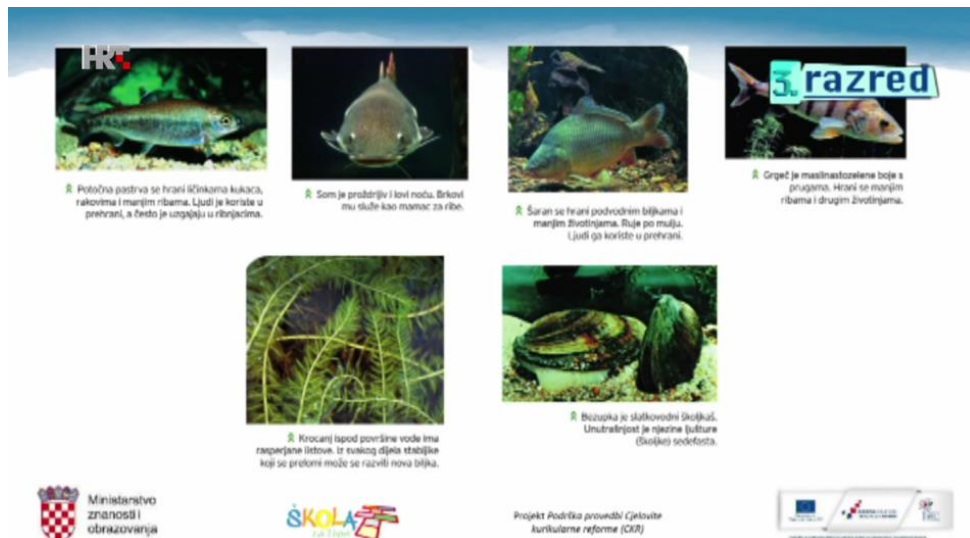 HRT
3. razred
Potočna pastrva se hrani ličinkama kukaca,
rakovima i manjim ribama. Ljudi je koriste u
prehrani, a često je uzgajaju u ribnjacima.
Som je proždrljiv i lovi noću. Brkovi
mu služe kao mamac za ribe.
Šaran se hrani podvodnim biljkama i
manjim životinjama. Ruje po mulju.
Ljudi ga koriste u prehrani.
Grgeč je maslinastozelene boje s
prugama. Hrani se manjim
ribama i drugim životinjama.
Krocanj ispod površine vode ima
rasperjane listove. Iz svakog dijela stabljike
koji se prelomi može se razviti nova biljka.
Bezupka je slatkovodni školjkaš.
Unutrašnjost je njezine ljušture
(školjke) sedefasta.
Ministarstvo
znanosti i
obrazovanja
ŠKOLA
Projekt Podrška provedbi Cjelovite
kurikularne reforme (CKR)